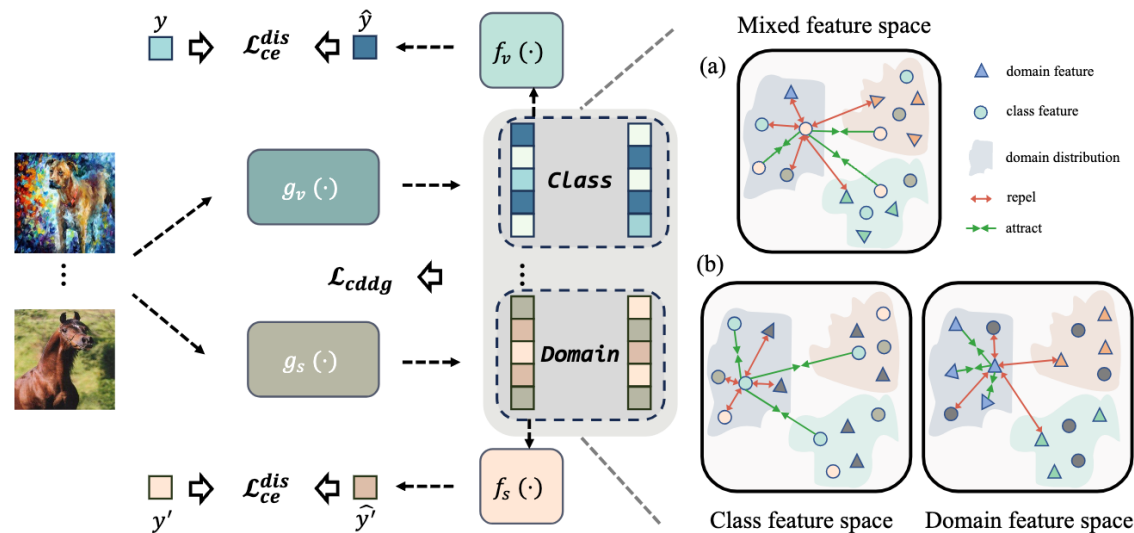 y
ŷ
ℒ_ce^dis
f_v (·)
g_v (·)
Class
ℒ_cddg
g_s (·)
Domain
y'
ŷ'
ℒ_ce^dis
f_s (·)
Mixed feature space
(a)
domain feature
class feature
domain distribution
repel
attract
(b)
Class feature space
Domain feature space